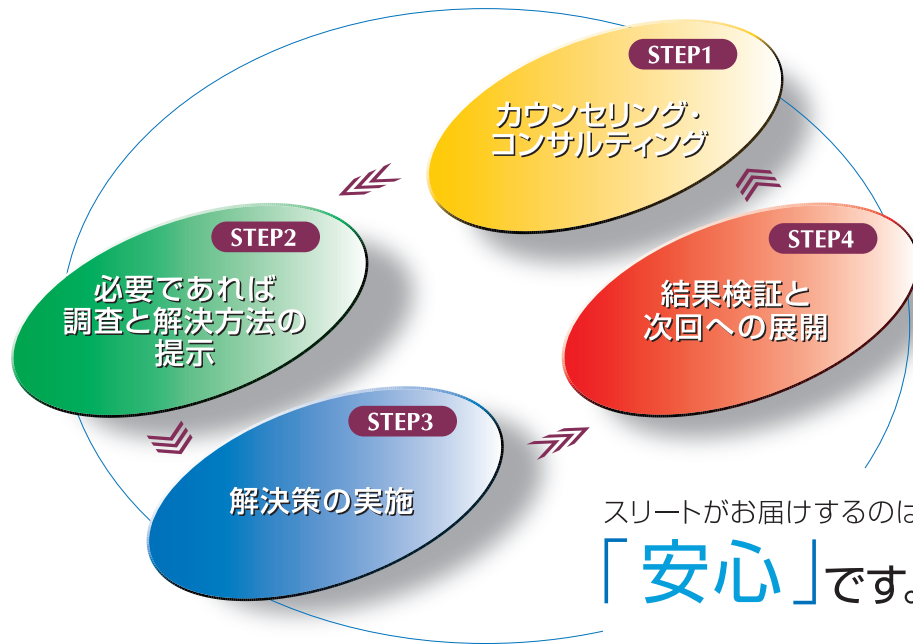 STEP1
カウンセリング・
コンサルティング
STEP2
必要であれば
調査と解決方法の
提示
STEP3
解決策の実施
STEP4
結果検証と
次回への展開
スリートがお届けするのは
「安心」です。